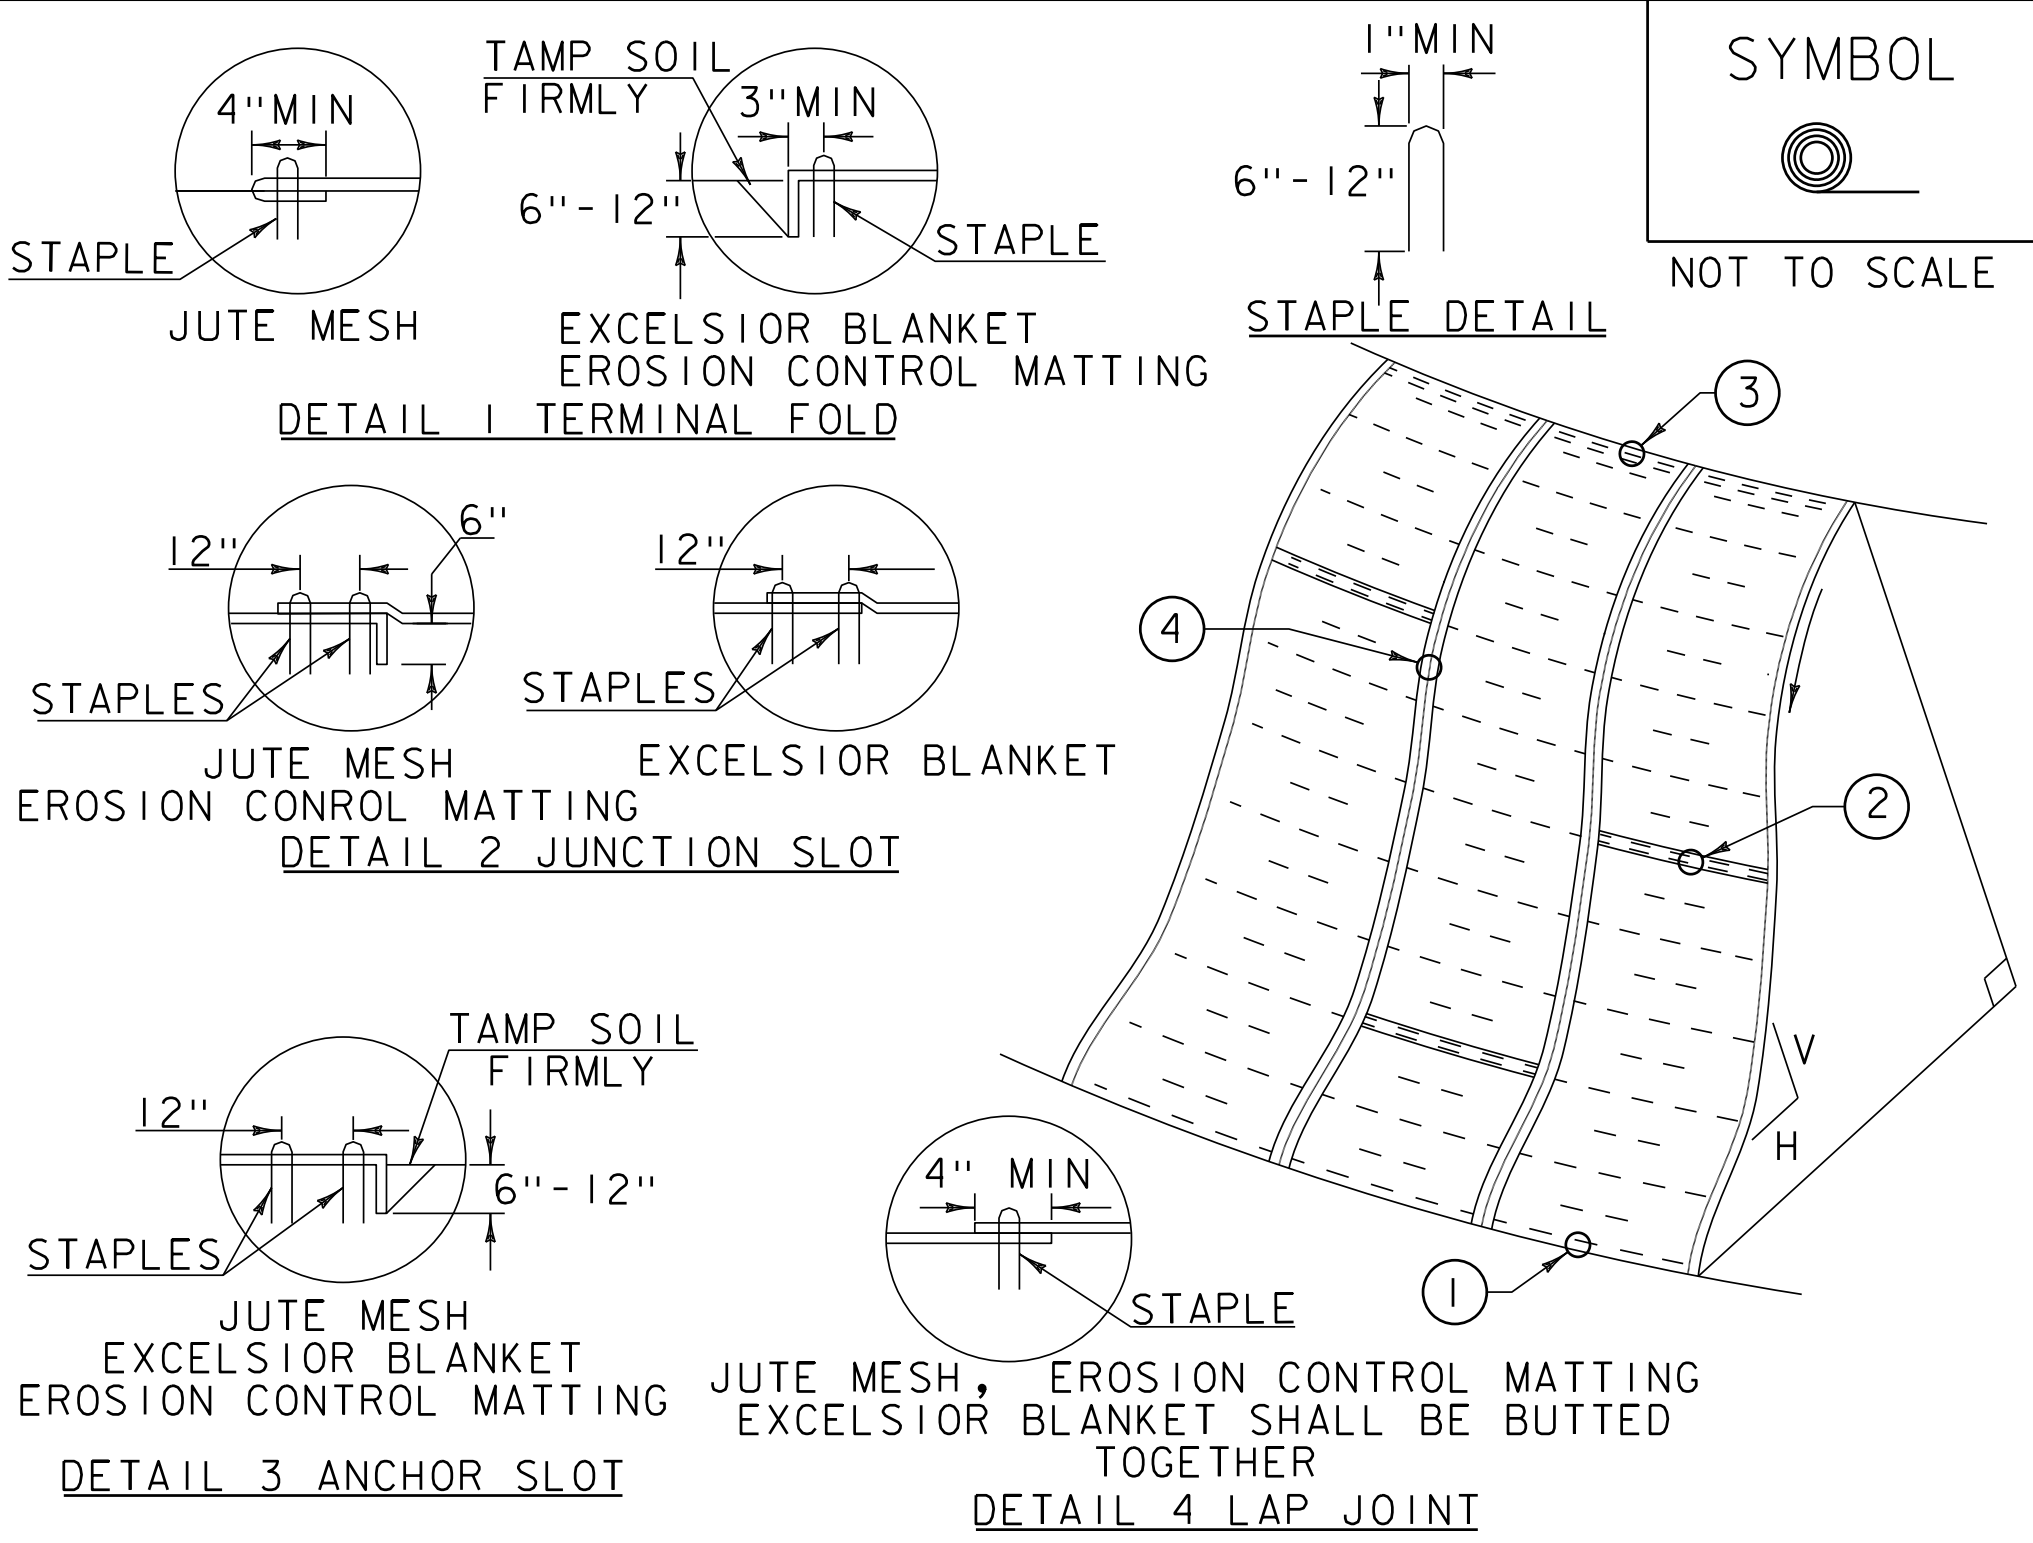 4"MIN
STAPLE
JUTE MESH
TAMP SOIL
FIRMLY
3"MIN
6"-12"
STAPLE
EXCELSIOR BLANKET
EROSION CONTROL MATTING
DETAIL 1 TERMINAL FOLD
1"MIN
6"-12"
STAPLE DETAIL
SYMBOL
NOT TO SCALE
12"
6"
STAPLES
JUTE MESH
EROSION CONROL MATTING
12"
STAPLES
EXCELSIOR BLANKET
DETAIL 2 JUNCTION SLOT
3
4
2
V
H
1
TAMP SOIL
FIRMLY
12"
6"-12"
STAPLES
JUTE MESH
EXCELSIOR BLANKET
EROSION CONTROL MATTING
DETAIL 3 ANCHOR SLOT
4" MIN
STAPLE
JUTE MESH, EROSION CONTROL MATTING
EXCELSIOR BLANKET SHALL BE BUTTED
TOGETHER
DETAIL 4 LAP JOINT